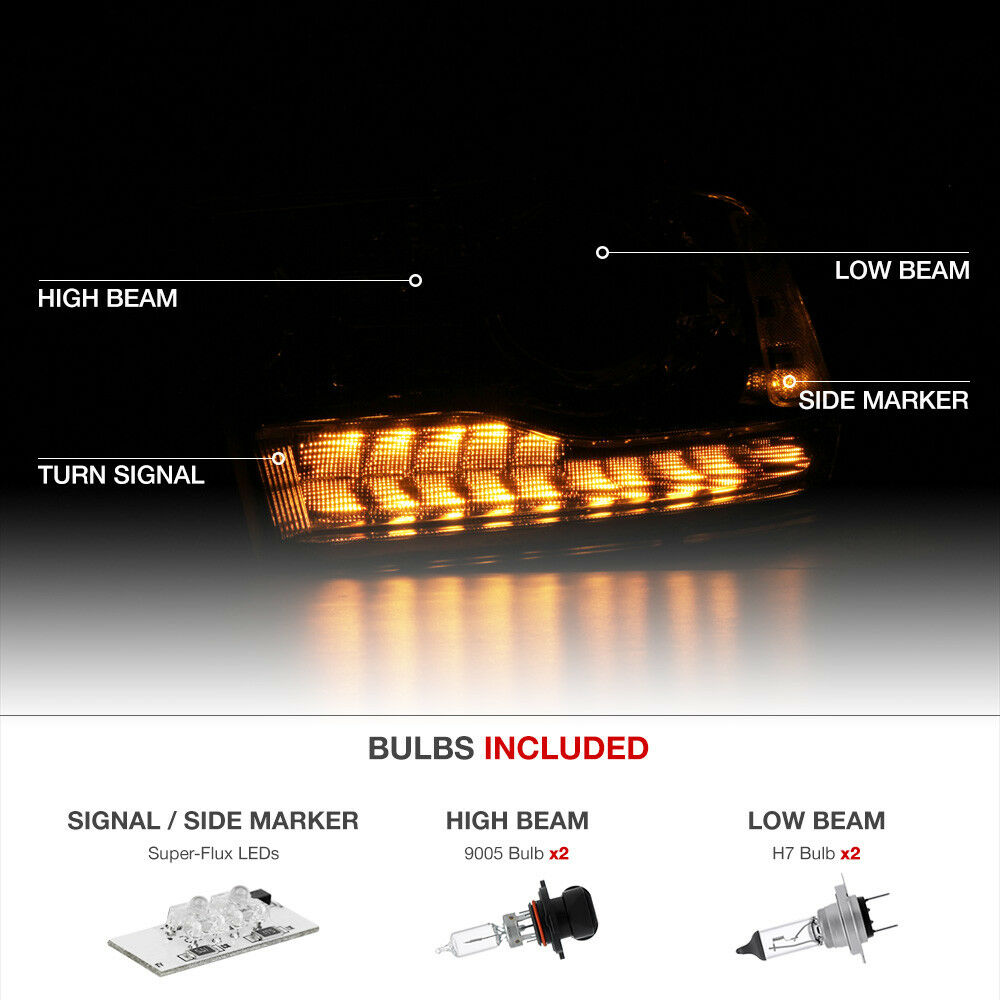 HIGH BEAM
LOW BEAM
SIDE MARKER
TURN SIGNAL
BULBS INCLUDED
SIGNAL / SIDE MARKER
Super-Flux LEDs
HIGH BEAM
9005 Bulb x2
LOW BEAM
H7 Bulb x2